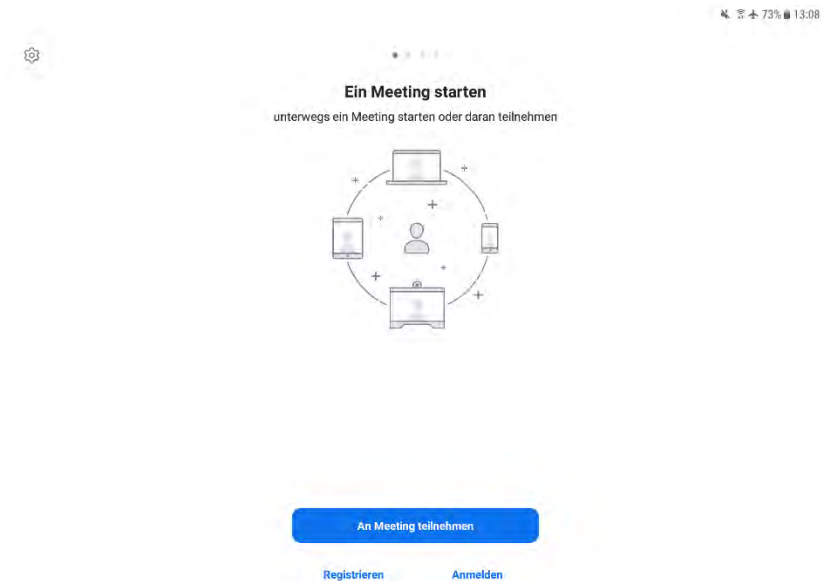 73% 13:08
Ein Meeting starten
unterwegs ein Meeting starten oder daran teilnehmen
An Meeting teilnehmen
Registrieren Anmelden